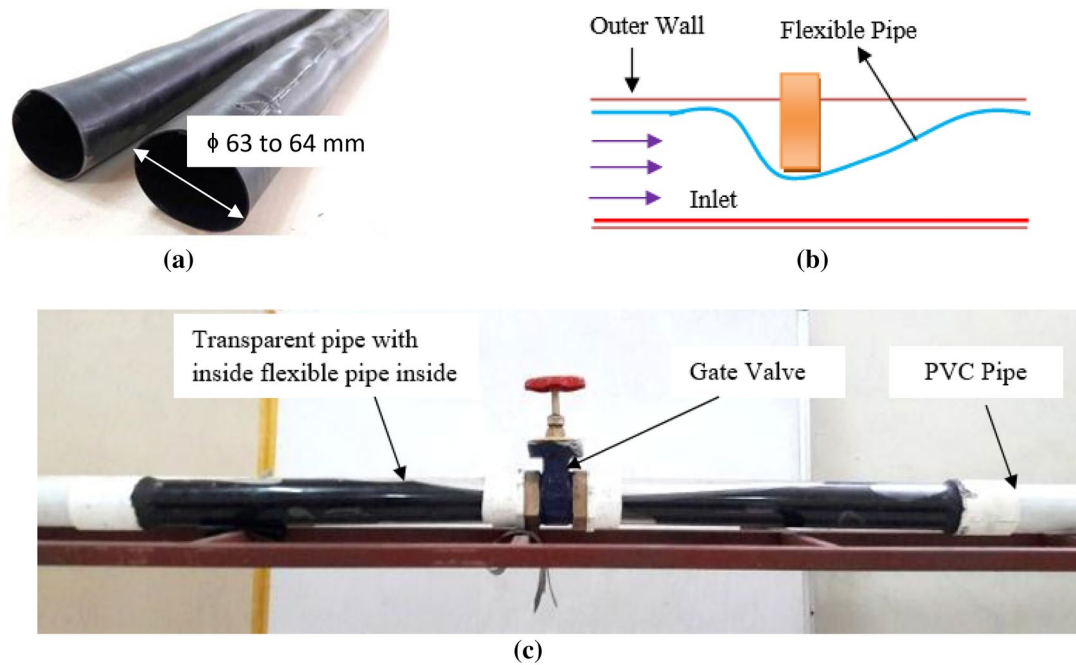 ϕ 63 to 64 mm
(a)
Outer Wall
Flexible Pipe
Inlet
(b)
Transparent pipe with
inside flexible pipe inside
Gate Valve
PVC Pipe
(c)